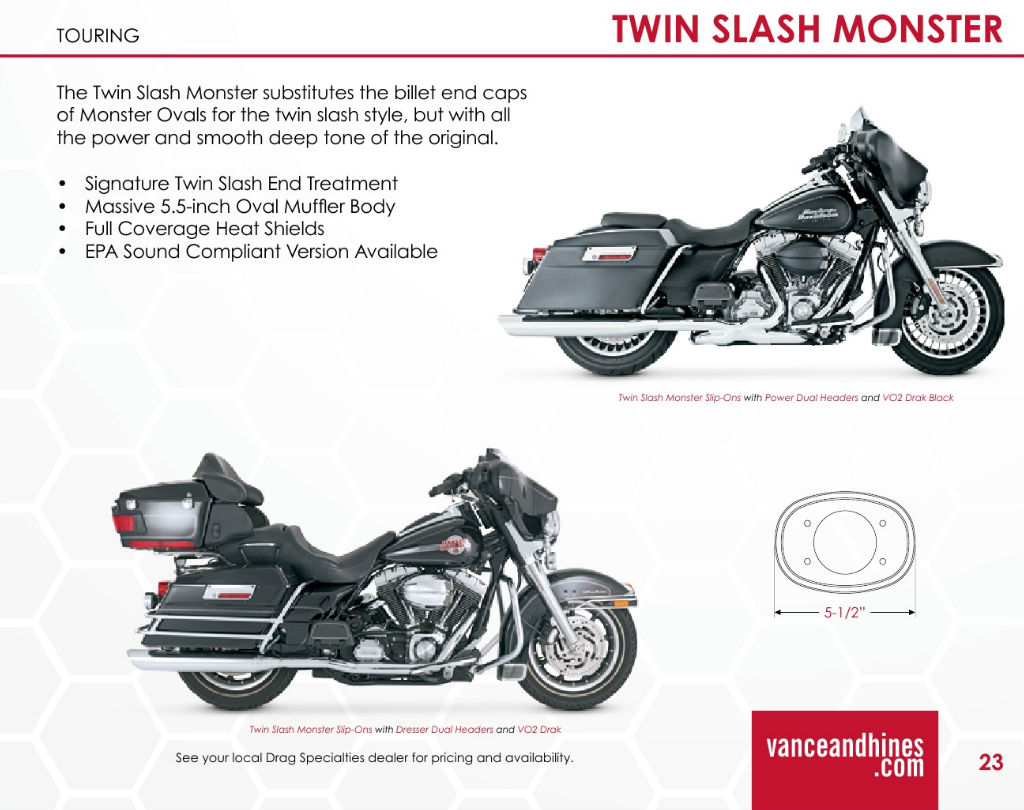 TOURING
TWIN SLASH MONSTER
The Twin Slash Monster substitutes the billet end caps
of Monster Ovals for the twin slash style, but with all
the power and smooth deep tone of the original.
• Signature Twin Slash End Treatment
• Massive 5.5-inch Oval Muffler Body
• Full Coverage Heat Shields
• EPA Sound Compliant Version Available
Harley-
Davidson
Twin Slash Monster Slip-Ons with Power Dual Headers and VO2 Drak Black
5-1/2”
Twin Slash Monster Slip-Ons with Dresser Dual Headers and VO2 Drak
See your local Drag Specialties dealer for pricing and availability.
vanceandhines
.com
23